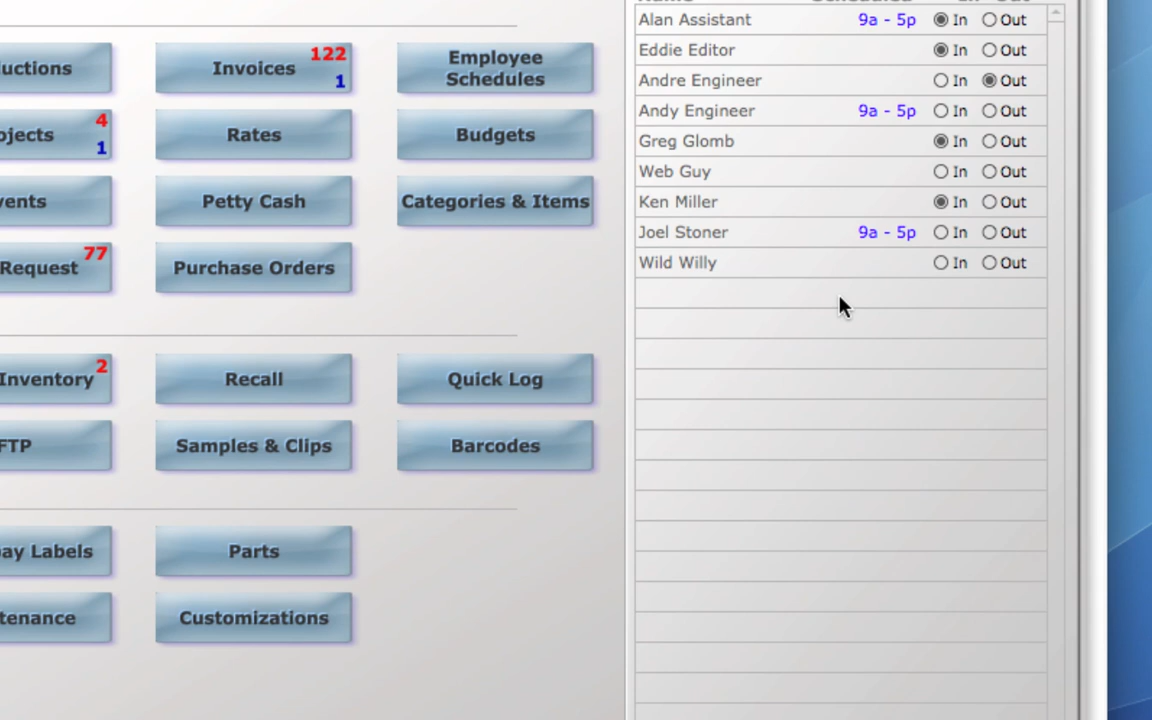 Alan Assistant 9a - 5p In Out
Eddie Editor In Out
Andre Engineer In Out
Andy Engineer 9a - 5p In Out
Greg Glomb In Out
Web Guy In Out
Ken Miller In Out
Joel Stoner 9a - 5p In Out
Wild Willy In Out
uctions
Invoices 122 1
Employee
Schedules
ojects 4 1
Rates
Budgets
vents
Petty Cash
Categories & Items
Request 77
Purchase Orders
Inventory 2
Recall
Quick Log
FTP
Samples & Clips
Barcodes
ay Labels
Parts
tenance
Customizations